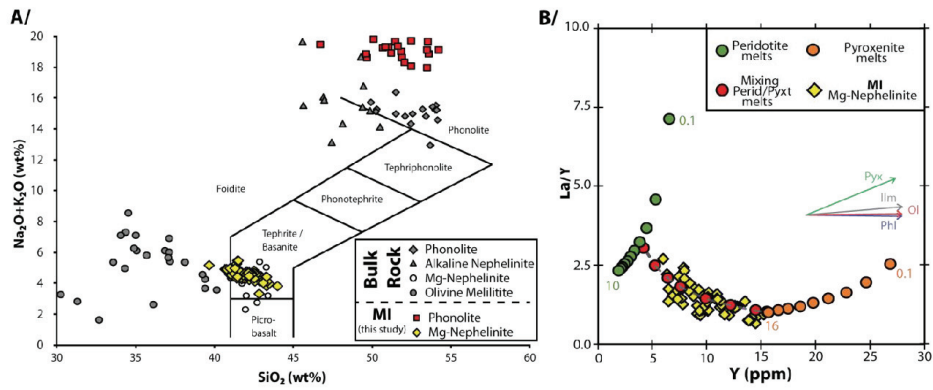 A/
Na2O+K2O (wt%)
20
18
16
14
12
10
8
6
4
2
0
30
35
40
45
50
55
60
SiO2 (wt%)
Foidite
Phonolite
Tephriphonolite
Phonotephrite
Tephrite /
Basanite
Picro-
basalt
Bulk
Rock
Phonolite
Alkaline Nephelinite
Mg-Nephelinite
Olivine Melilitite
MI
(this study)
Phonolite
Mg-Nephelinite
B/
La/Y
10.0
7.5
5.0
2.5
0.0
0
5
10
15
20
25
30
Y (ppm)
Peridotite
melts
Pyroxenite
melts
Mixing
Perid/Pyxt
melts
MI
Mg-Nephelinite
0.1
Pyx
Ilm
Ol
Phl
10
16
0.1